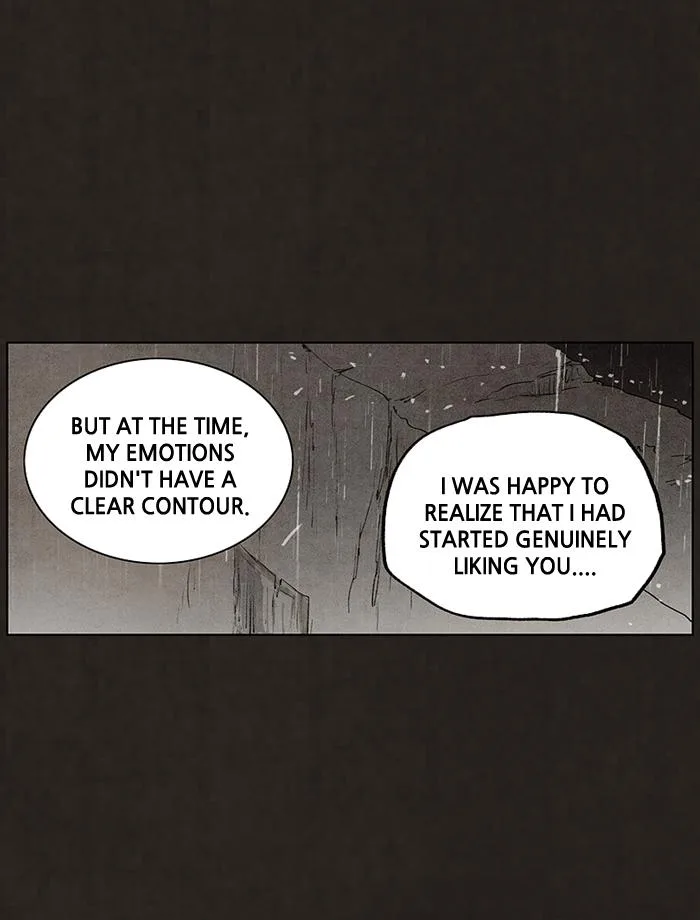 BUT AT THE TIME,
MY EMOTIONS
DIDN'T HAVE A
CLEAR CONTOUR.
I WAS HAPPY TO
REALIZE THAT I HAD
STARTED GENUINELY
LIKING YOU....